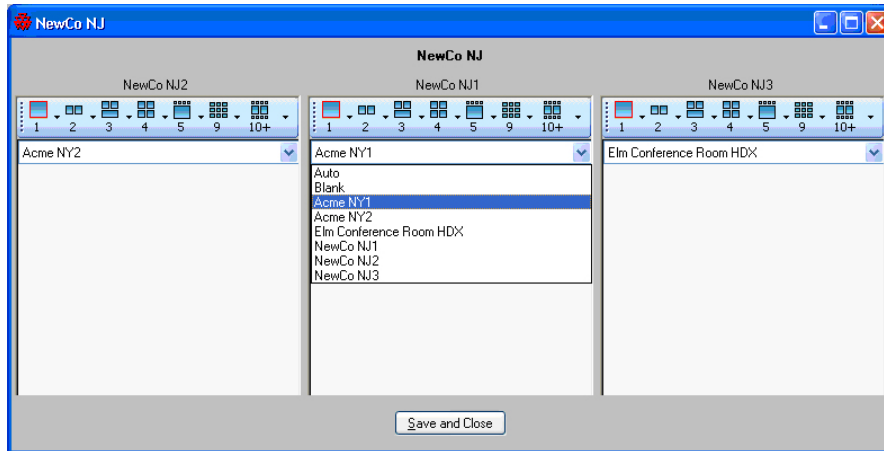 NewCo NJ
NewCo NJ
NewCo NJ2 NewCo NJ1 NewCo NJ3
1 2 3 4 5 9 10+ 1 2 3 4 5 9 10+ 1 2 3 4 5 9 10+
Acme NY2 Acme NY1 Elm Conference Room HDX
Auto
Blank
Acme NY1
Acme NY2
Elm Conference Room HDX
NewCo NJ1
NewCo NJ2
NewCo NJ3
Save and Close